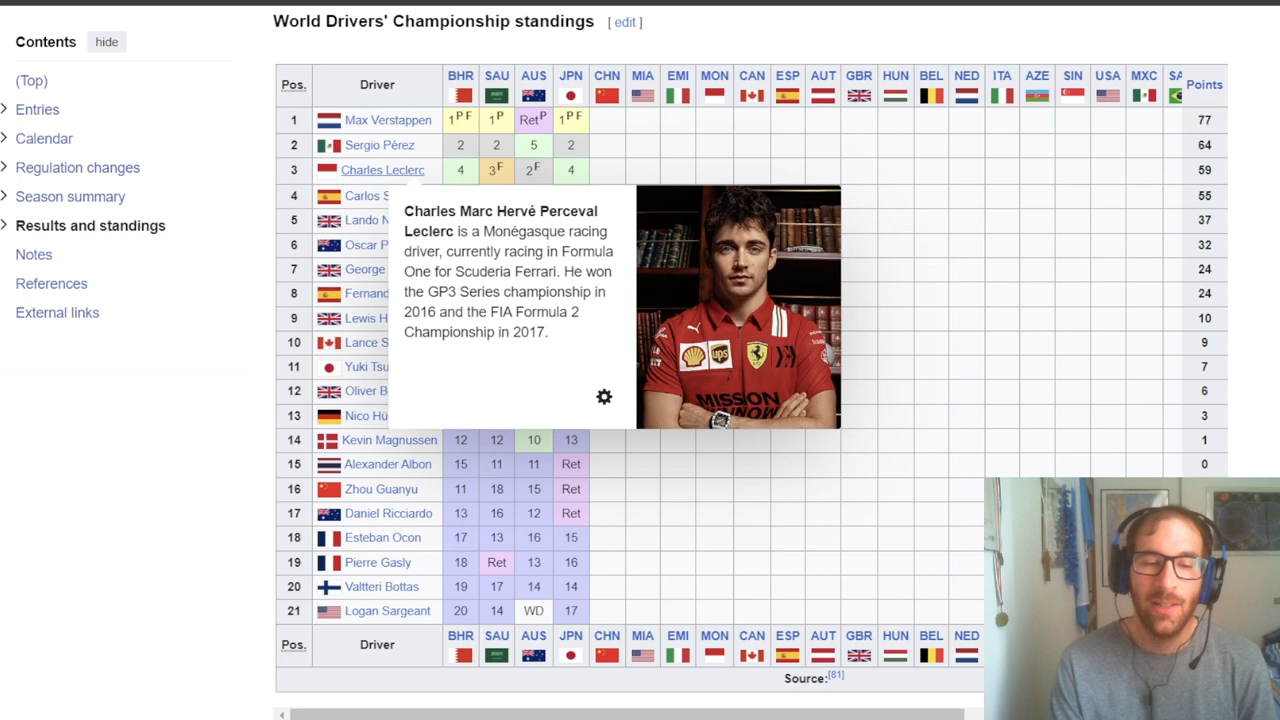 World Drivers' Championship standings [ edit ]
Contents hide
(Top)
Entries
Calendar
Regulation changes
Season summary
Results and standings
Notes
References
External links
Pos. Driver BHR SAU AUS JPN CHN MIA EMI MON CAN ESP AUT GBR HUN BEL NED ITA AZE SIN USA MXC SA Points
1 Max Verstappen 1P F 1P RetP 1P F 77
2 Sergio Pérez 2 2 5 2 64
3 Charles Leclerc 4 3F 2F 4 59
4 Carlos S 55
5 Lando N 37
6 Oscar P 32
7 George 24
8 Fernand 24
9 Lewis H 10
10 Lance S 9
11 Yuki Tsu 7
12 Oliver B 6
13 Nico Hü 3
Charles Marc Hervé Perceval
Leclerc is a Monégasque racing
driver, currently racing in Formula
One for Scuderia Ferrari. He won
the GP3 Series championship in
2016 and the FIA Formula 2
Championship in 2017.
ups
MISSION
NOW
14 Kevin Magnussen 12 12 10 13 1
15 Alexander Albon 15 11 11 Ret 0
16 Zhou Guanyu 11 18 15 Ret
17 Daniel Ricciardo 13 16 12 Ret
18 Esteban Ocon 17 13 16 15
19 Pierre Gasly 18 Ret 13 16
20 Valtteri Bottas 19 17 14 14
21 Logan Sargeant 20 14 WD 17
Pos. Driver BHR SAU AUS JPN CHN MIA EMI MON CAN ESP AUT GBR HUN BEL NED
Source:[81]